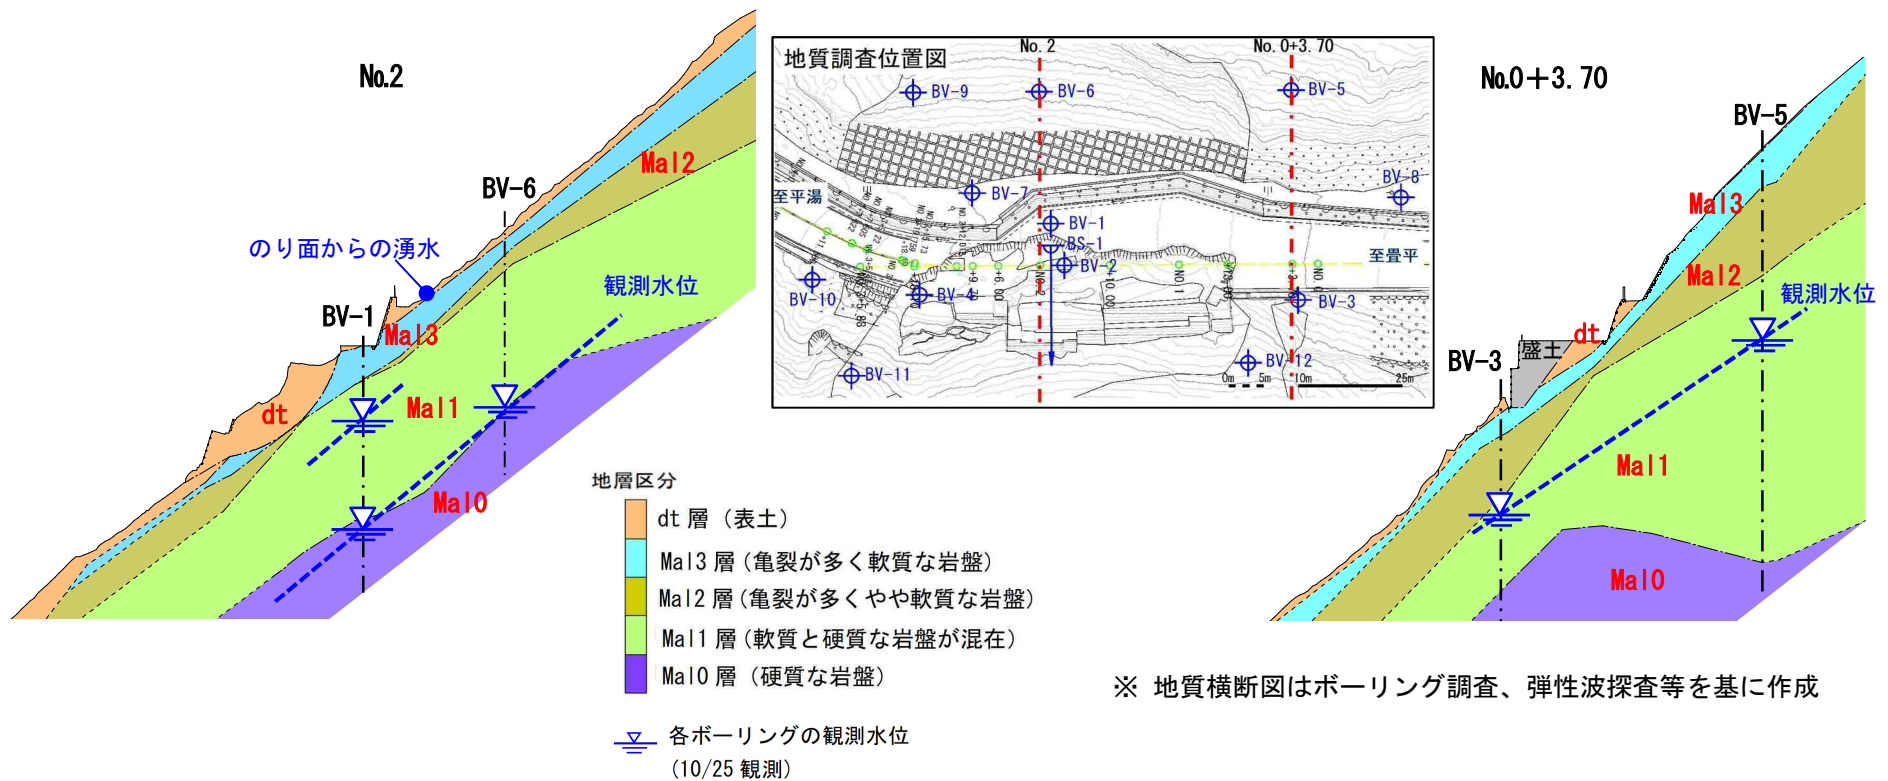 No.2
BV-6
のり面からの湧水
BV-1
観測水位
Mal2
Mal3
dt
Mal1
Mal0
地質調査位置図
No. 2
No. 0+3.70
BV-9
BV-6
BV-5
BV-7
BV-8
至平湯
BV-1
BS-1
至畳平
BV-2
BV-10
BV-4
BV-3
BV-11
BV-12
0m 5m 10m 25m
No.0+3.70
BV-5
Mal3
Mal2
観測水位
盛土
dt
BV-3
Mal1
Mal0
地層区分
dt 層（表土）
Mal3 層（亀裂が多く軟質な岩盤）
Mal2 層（亀裂が多くやや軟質な岩盤）
Mal1 層（軟質と硬質な岩盤が混在）
Mal0 層（硬質な岩盤）
各ボーリングの観測水位
（10/25 観測）
※ 地質横断図はボーリング調査、弾性波探査等を基に作成